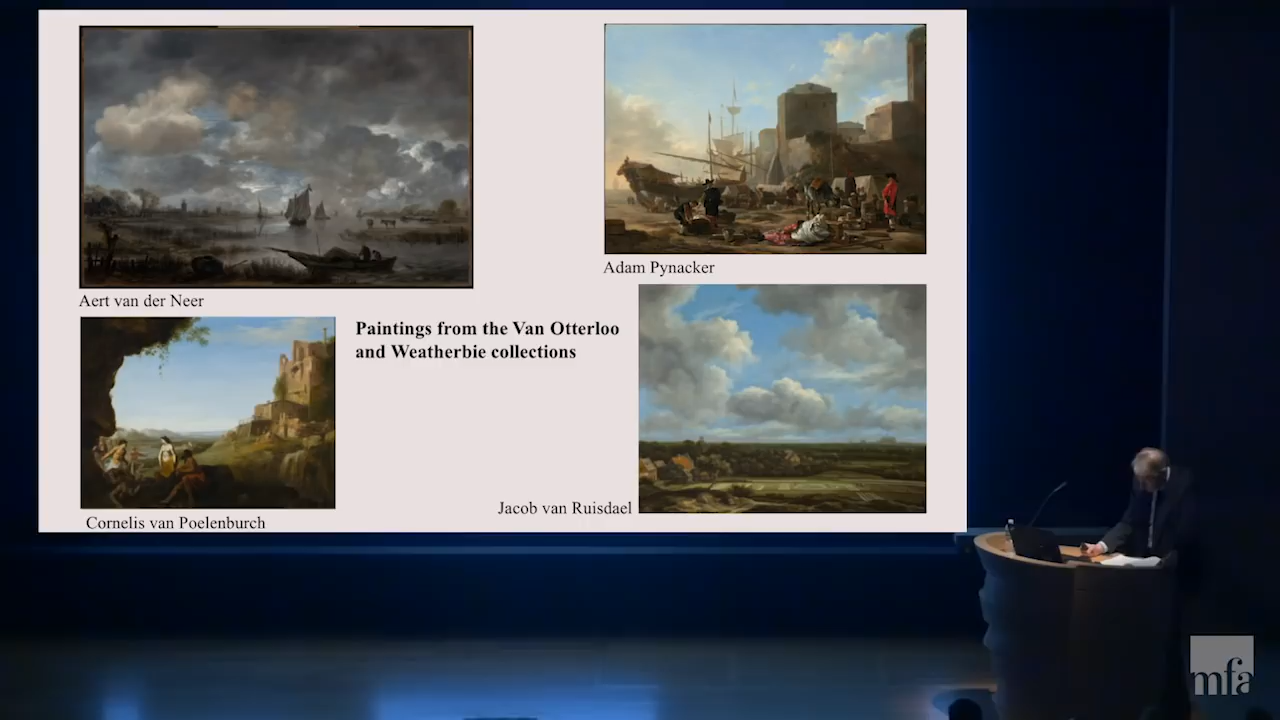 Aert van der Neer
Adam Pynacker
Paintings from the Van Otterloo
and Weatherbie collections
Cornelis van Poelenburch
Jacob van Ruisdael
mfa